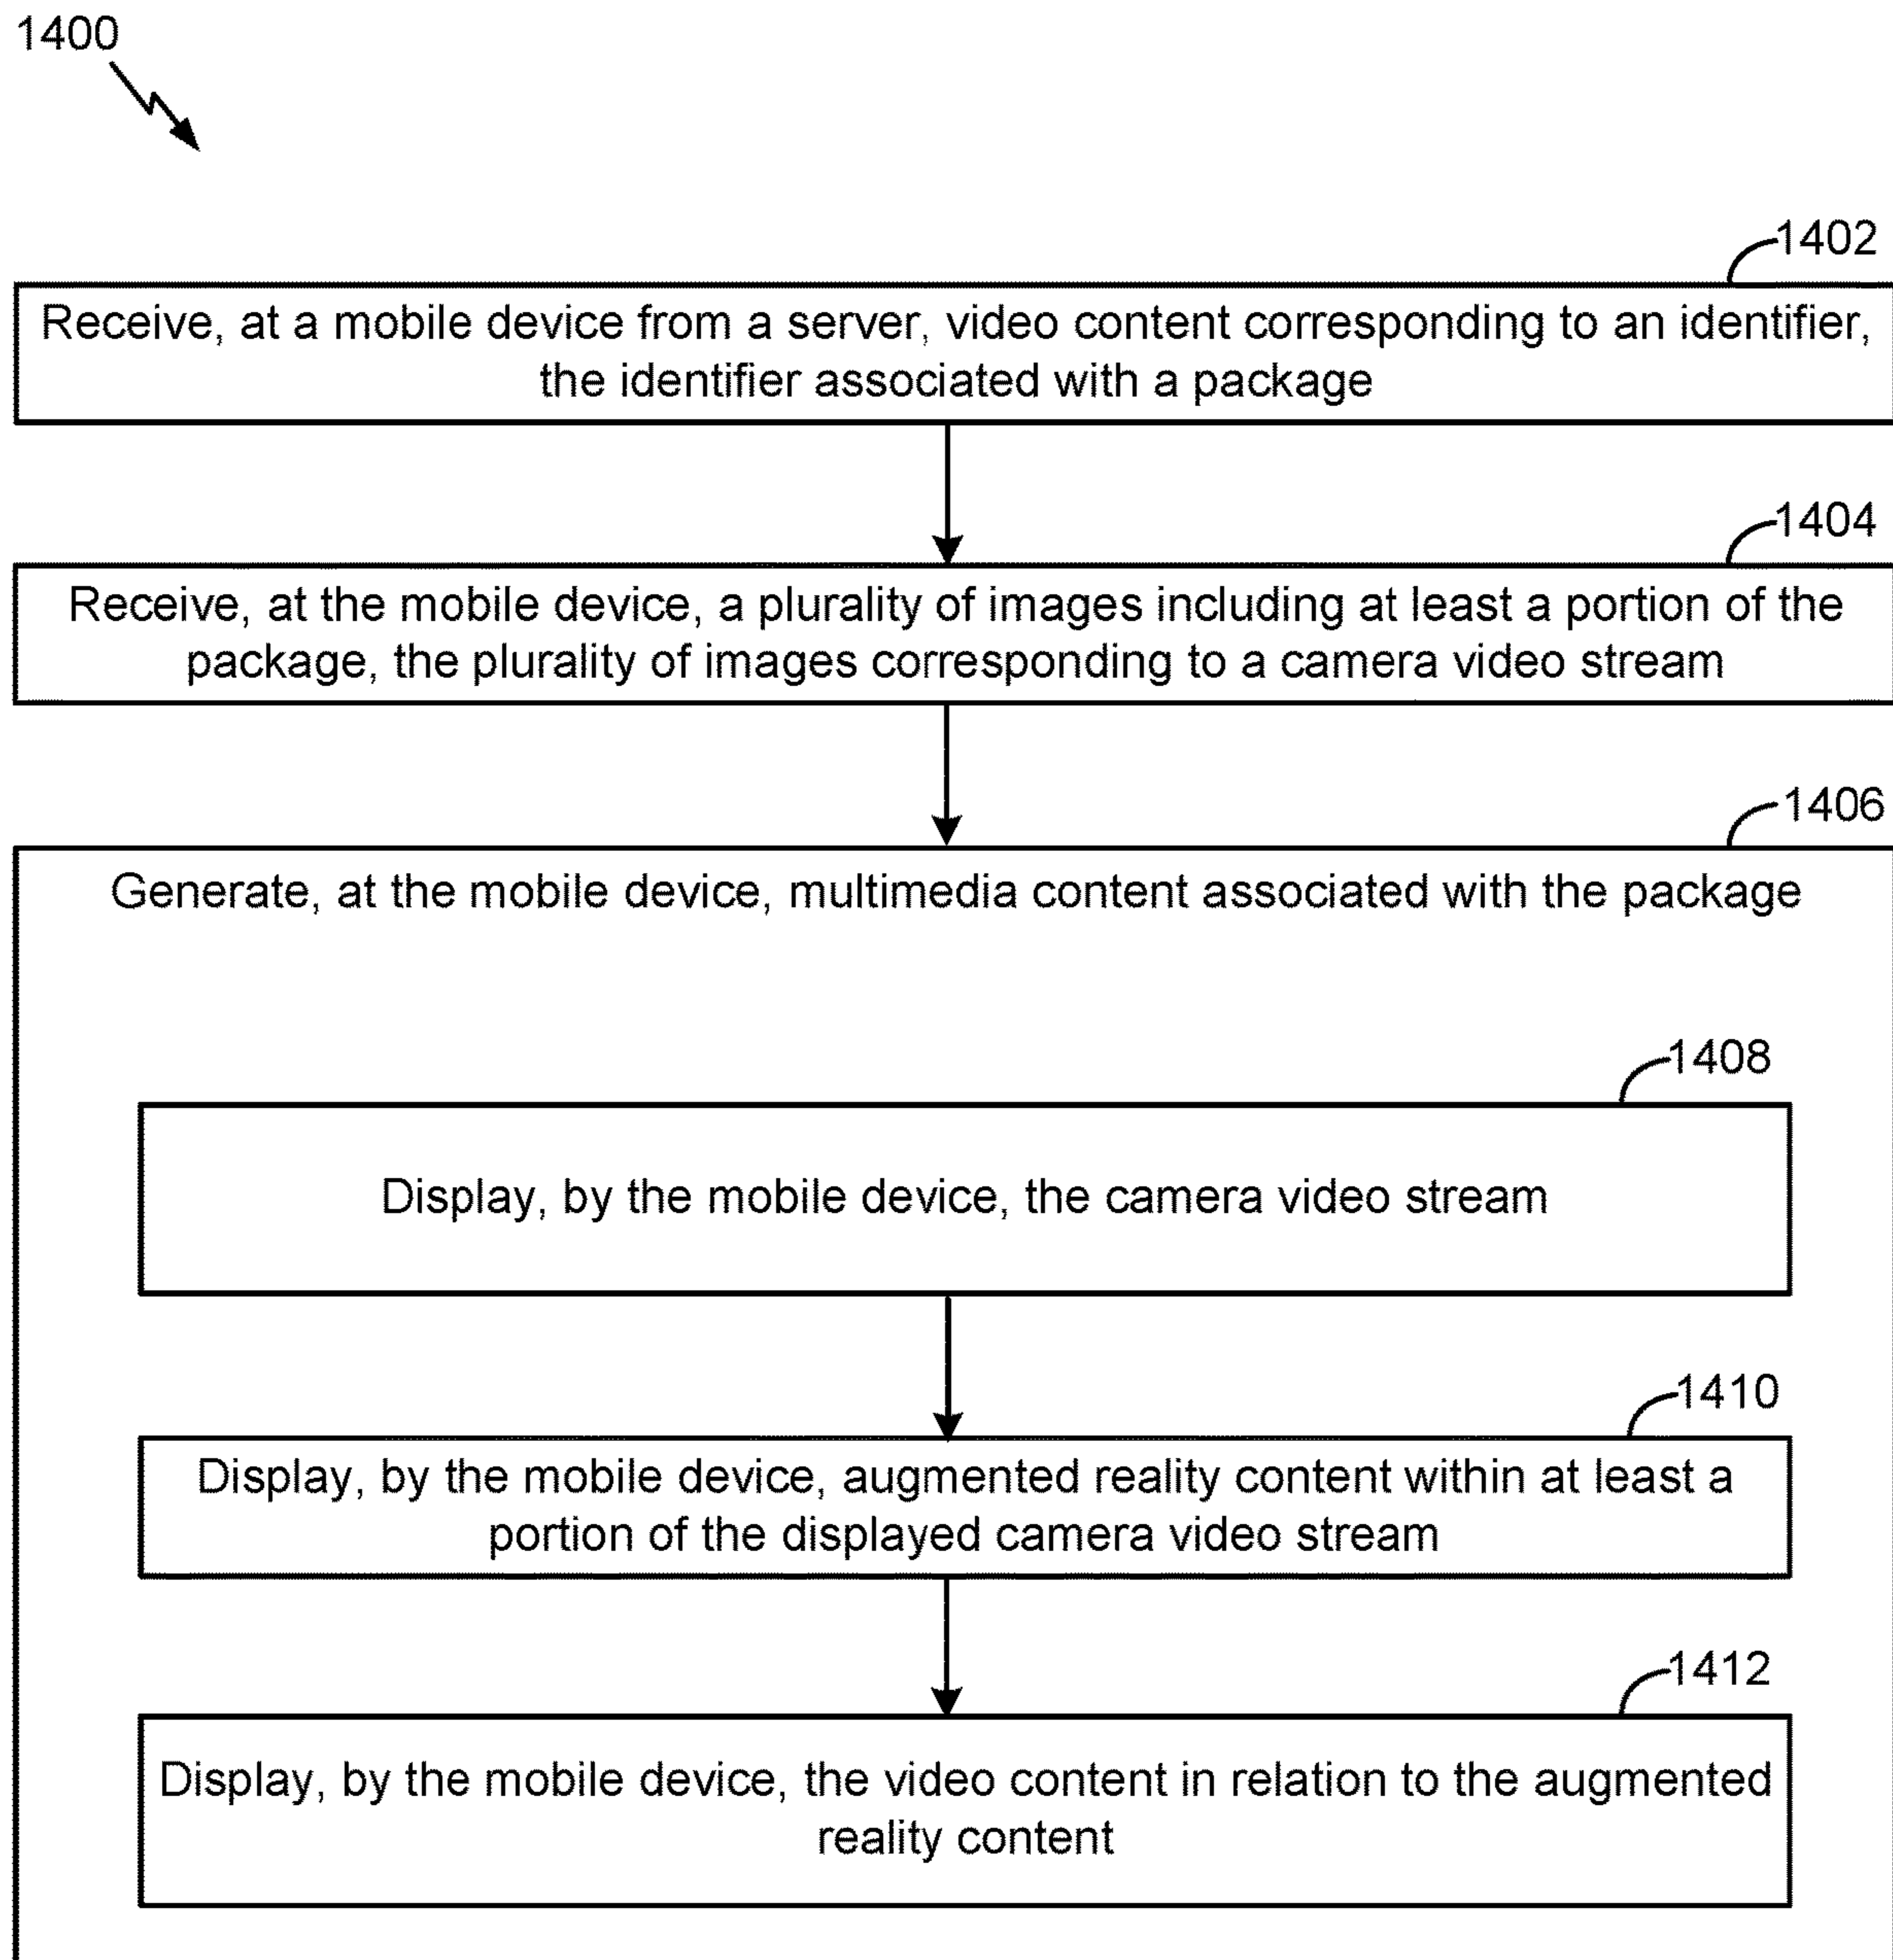 1400
1402
Receive, at a mobile device from a server, video content corresponding to an identifier,
the identifier associated with a package
1404
Receive, at the mobile device, a plurality of images including at least a portion of the
package, the plurality of images corresponding to a camera video stream
1406
Generate, at the mobile device, multimedia content associated with the package
1408
Display, by the mobile device, the camera video stream
1410
Display, by the mobile device, augmented reality content within at least a
portion of the displayed camera video stream
1412
Display, by the mobile device, the video content in relation to the augmented
reality content